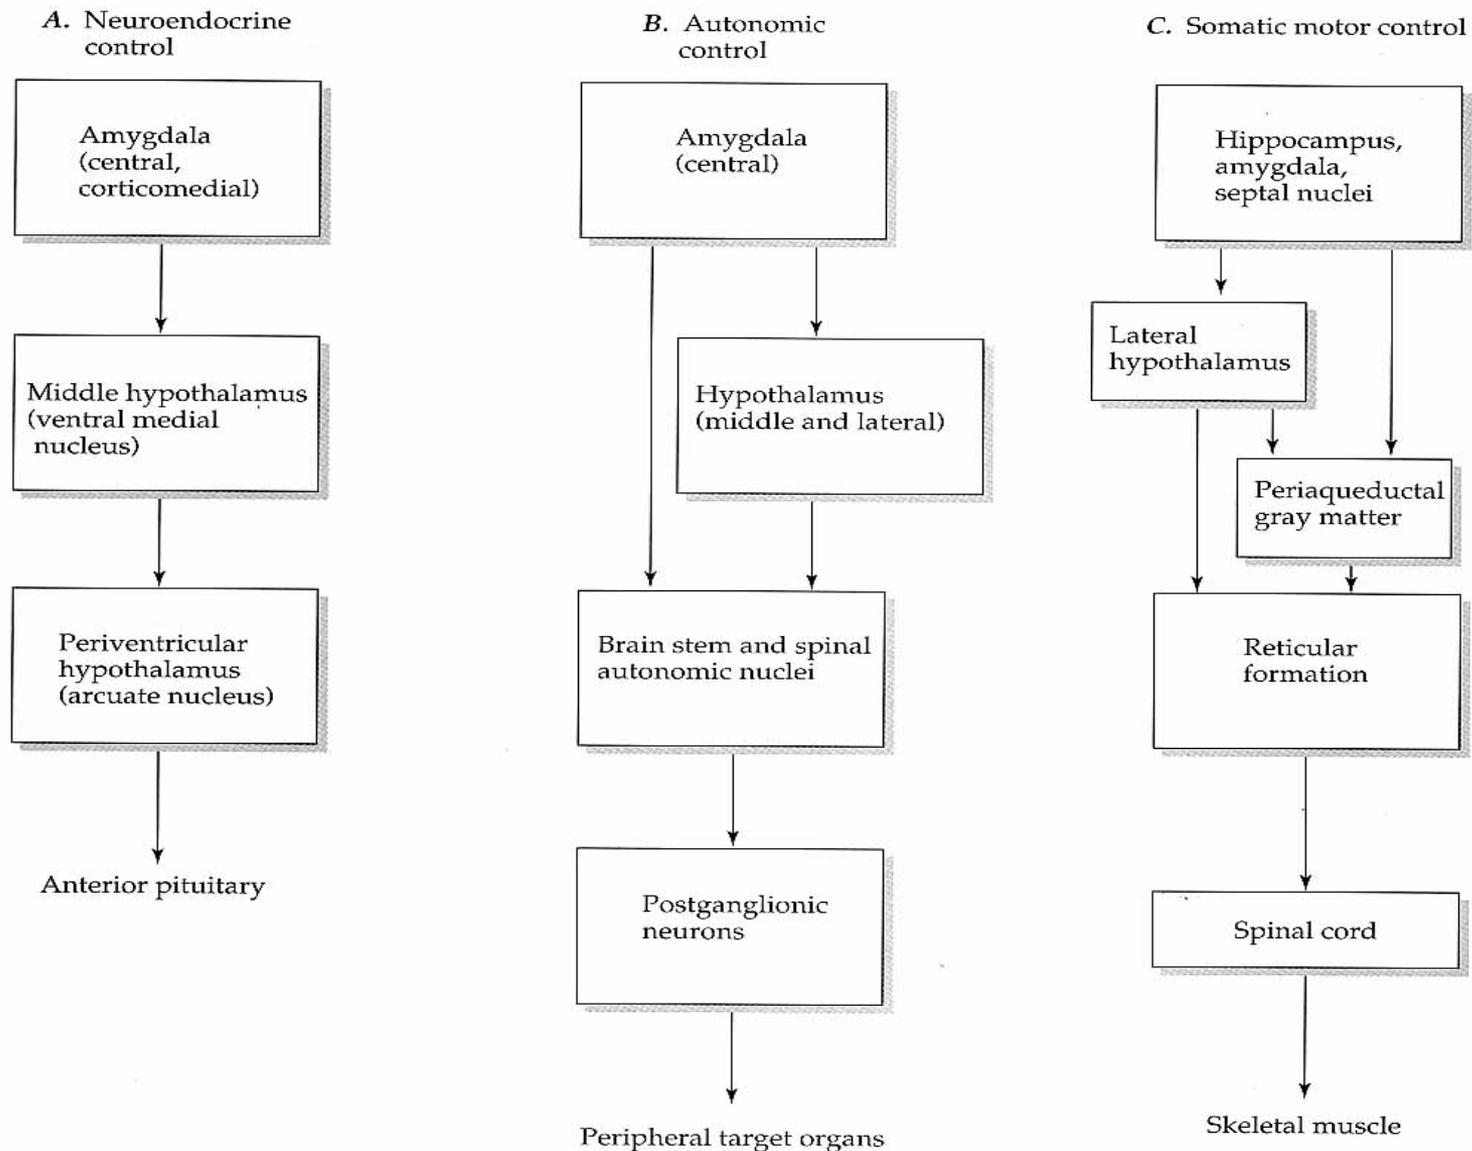 A. Neuroendocrine
control
Amygdala
(central,
corticomedial)
Middle hypothalamus
(ventral medial
nucleus)
Periventricular
hypothalamus
(arcuate nucleus)
Anterior pituitary
B. Autonomic
control
Amygdala
(central)
Hypothalamus
(middle and lateral)
Brain stem and spinal
autonomic nuclei
Postganglionic
neurons
Peripheral target organs
C. Somatic motor control
Hippocampus,
amygdala,
septal nuclei
Lateral
hypothalamus
Periaqueductal
gray matter
Reticular
formation
Spinal cord
Skeletal muscle